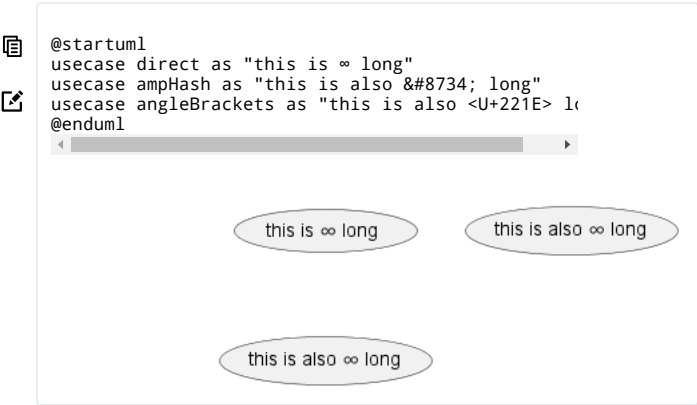 @startuml
usecase direct as "this is ∞ long"
usecase ampHash as "this is also &#8734; long"
usecase angleBrackets as "this is also <U+221E>
@enduml
this is ∞ long
this is also ∞ long
this is also ∞ long